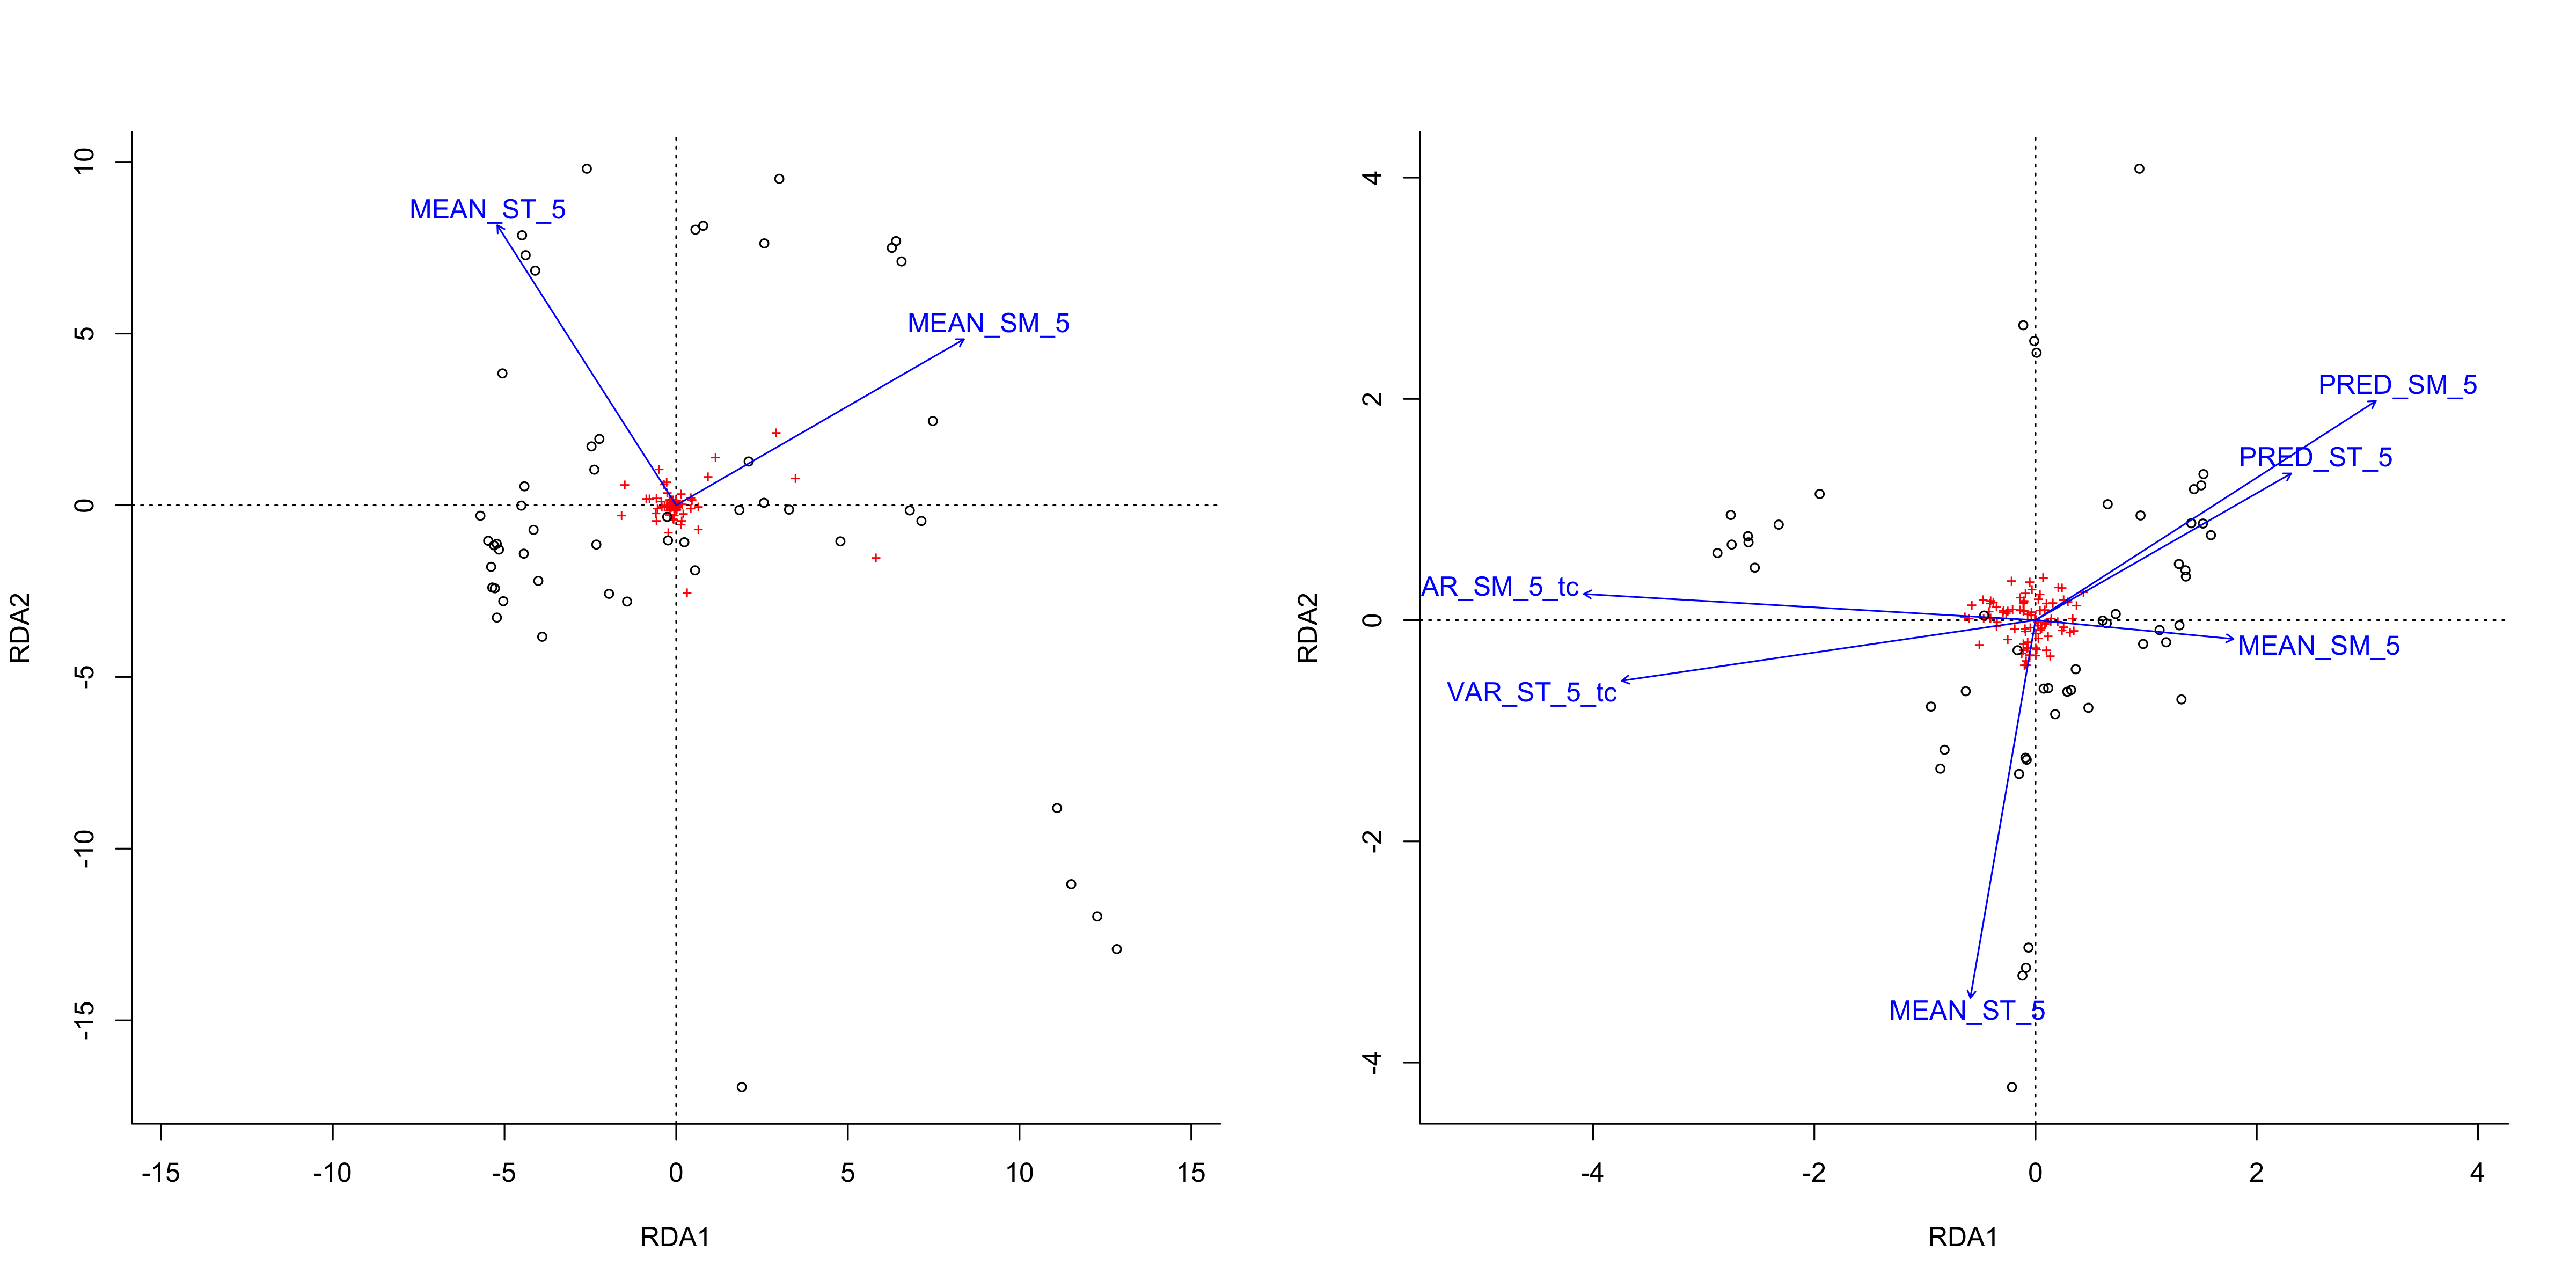 10
5
0
-5
-10
-15
RDA2
MEAN_ST_5
MEAN_SM_5
-15 -10 -5 0 5 10 15
RDA1
4
2
0
-2
-4
RDA2
PRED_SM_5
PRED_ST_5
AR_SM_5_tc
MEAN_SM_5
VAR_ST_5_tc
MEAN_ST_5
-4 -2 0 2 4
RDA1